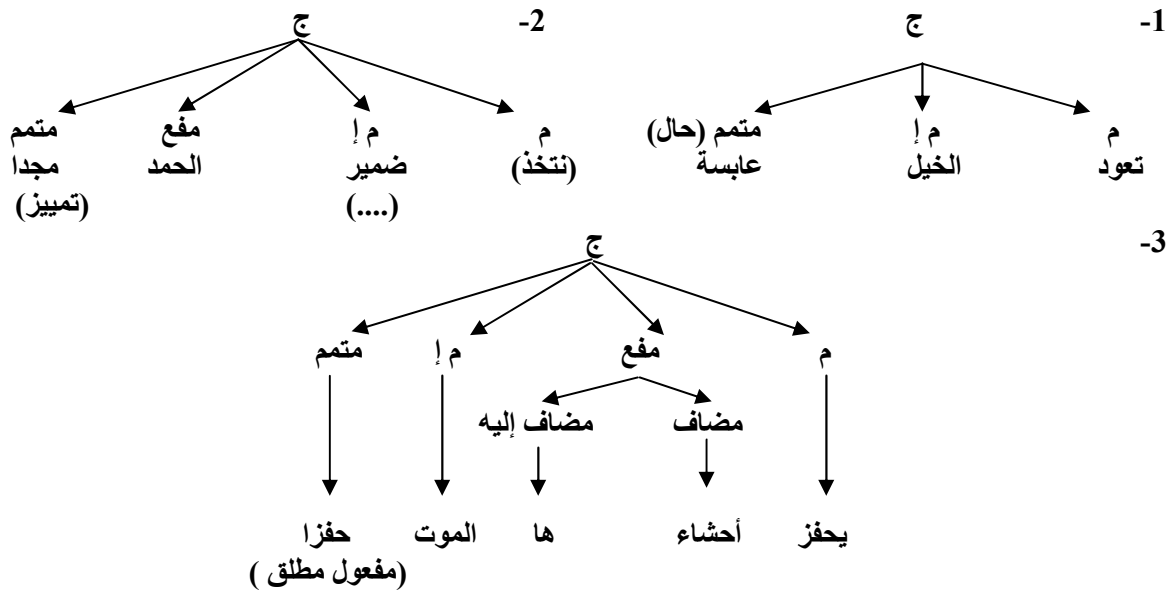 1-
ج
م
م إ
متمم (حال)
تعود
الخيل
عابسة
2-
ج
م
م إ
مفع
متمم
(نتخذ)
ضمير
الحمد
مجدا
(....)
(تمييز)
3-
ج
م
مفع
م إ
متمم
مضاف
مضاف إليه
يحفز
أحشاء
ها
الموت
حفزا
(مفعول مطلق )